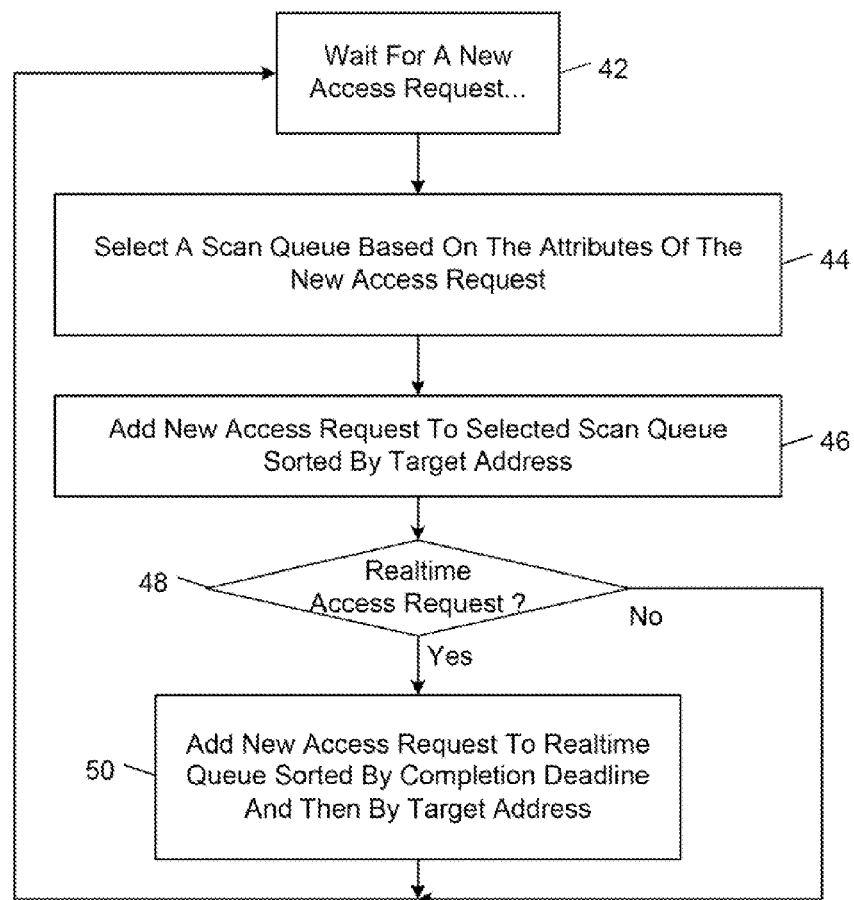 Wait For A New
Access Request...
42
Select A Scan Queue Based On The Attributes Of The
New Access Request
44
Add New Access Request To Selected Scan Queue
Sorted By Target Address
46
48
Realtime
Access Request ?
No
Yes
50
Add New Access Request To Realtime
Queue Sorted By Completion Deadline
And Then By Target Address